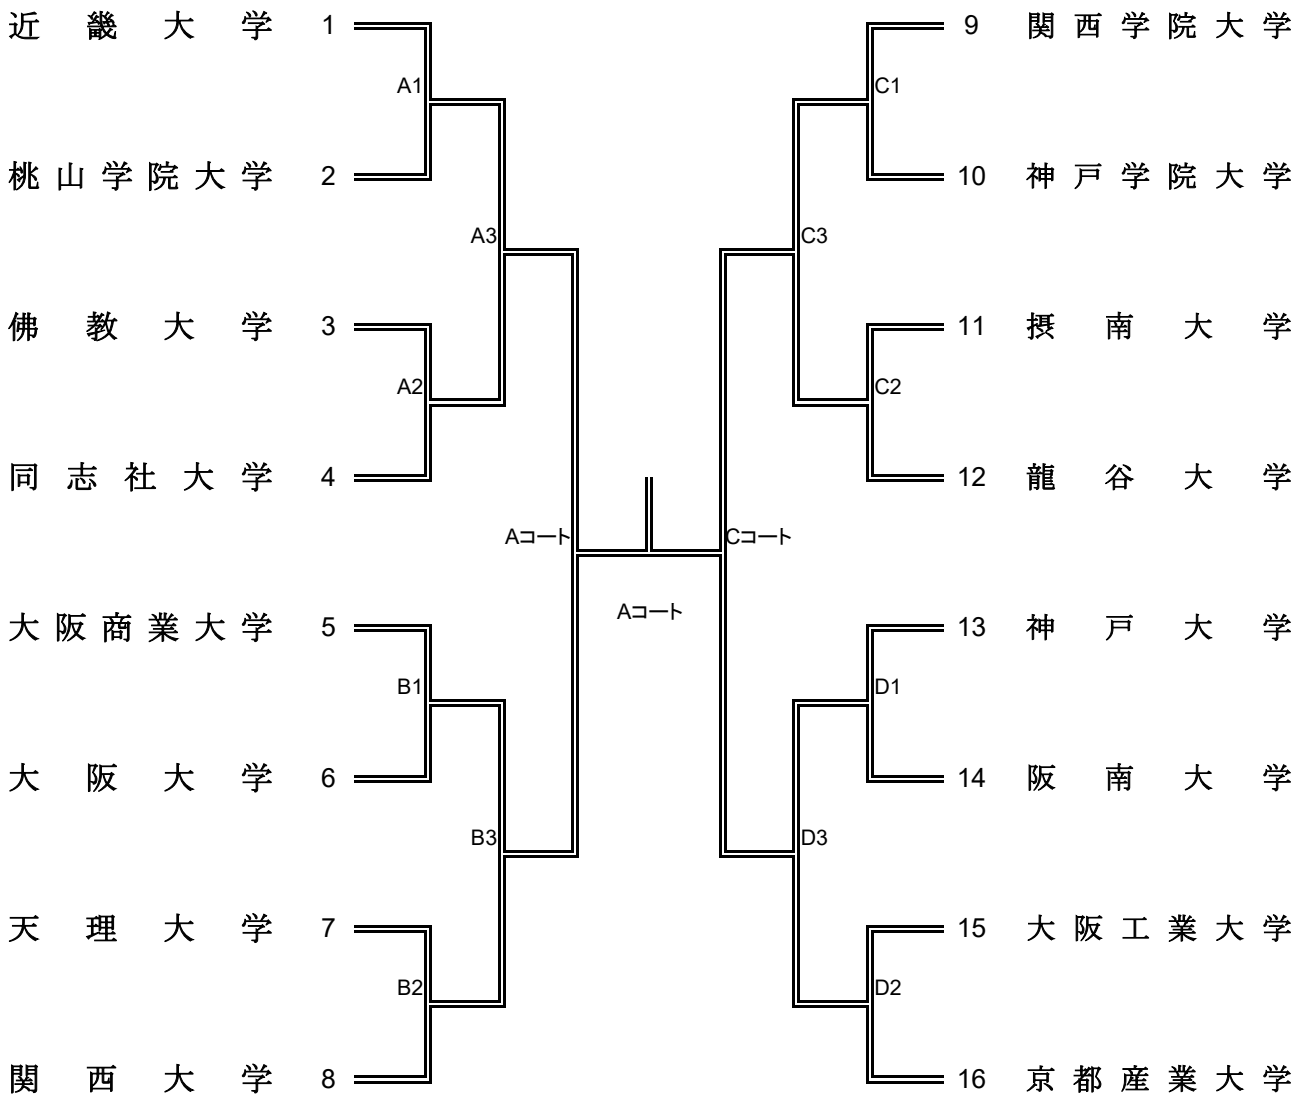 近畿大学 1
A1
桃山学院大学 2
A3
佛教大学 3
A2
同志社大学 4
Aコート
大阪商業大学 5
B1
大阪大学 6
B3
天理大学 7
B2
関西大学 8
Aコート
9 関西学院大学
C1
10 神戸学院大学
C3
11 摂南大学
C2
12 龍谷大学
Cコート
13 神戸大学
D1
14 阪南大学
D3
15 大阪工業大学
D2
16 京都産業大学